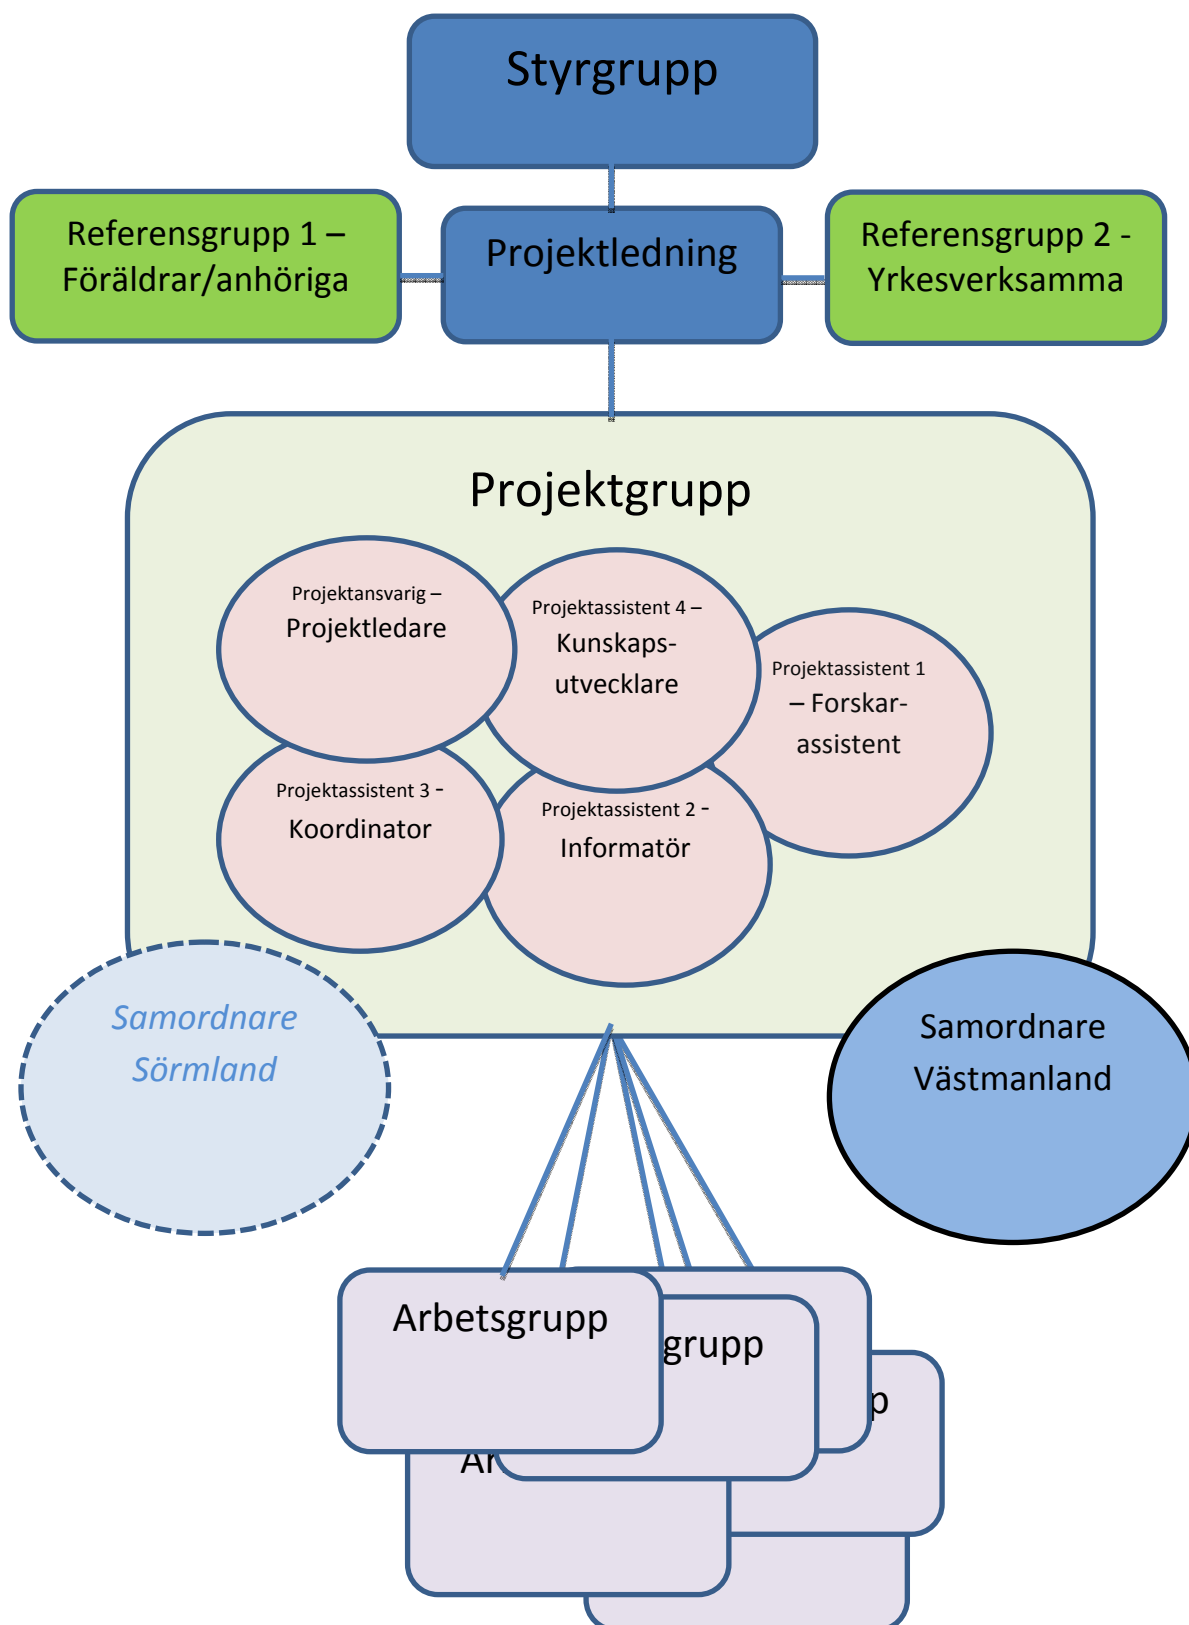 Styrgrupp
Referensgrupp 1 –
Föräldrar/anhöriga
Projektledning
Referensgrupp 2 -
Yrkesverksamma
Projektgrupp
Projektansvarig –
Projektledare
Projektassistent 4 –
Kunskaps-
utvecklare
Projektassistent 1
– Forskar-
assistent
Projektassistent 3 -
Koordinator
Projektassistent 2 -
Informatör
Samordnare
Sörmland
Samordnare
Västmanland
Arbetsgrupp
grupp